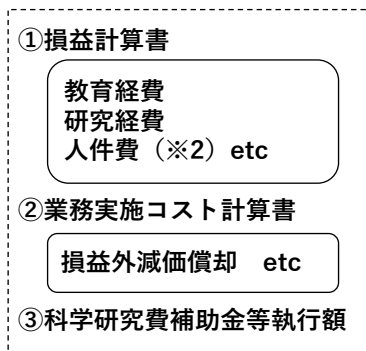 ①損益計算書
教育経費
研究経費
人件費（※2）etc
②業務実施コスト計算書
損益外減価償却　etc
③科学研究費補助金等執行額